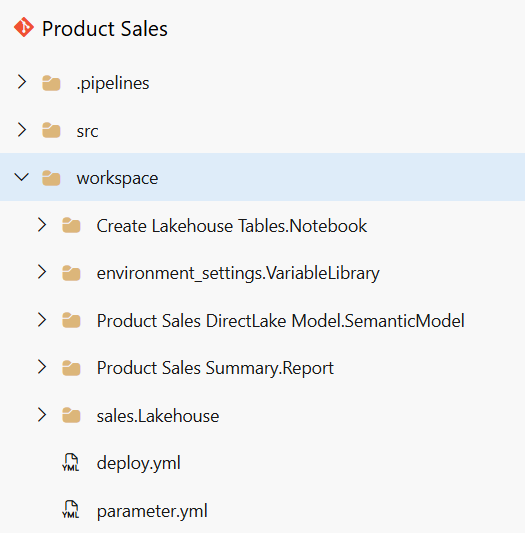 Product Sales
.pipelines
src
workspace
Create Lakehouse Tables.Notebook
environment_settings.VariableLibrary
Product Sales DirectLake Model.SemanticModel
Product Sales Summary.Report
sales.Lakehouse
YML deploy.yml
YML parameter.yml